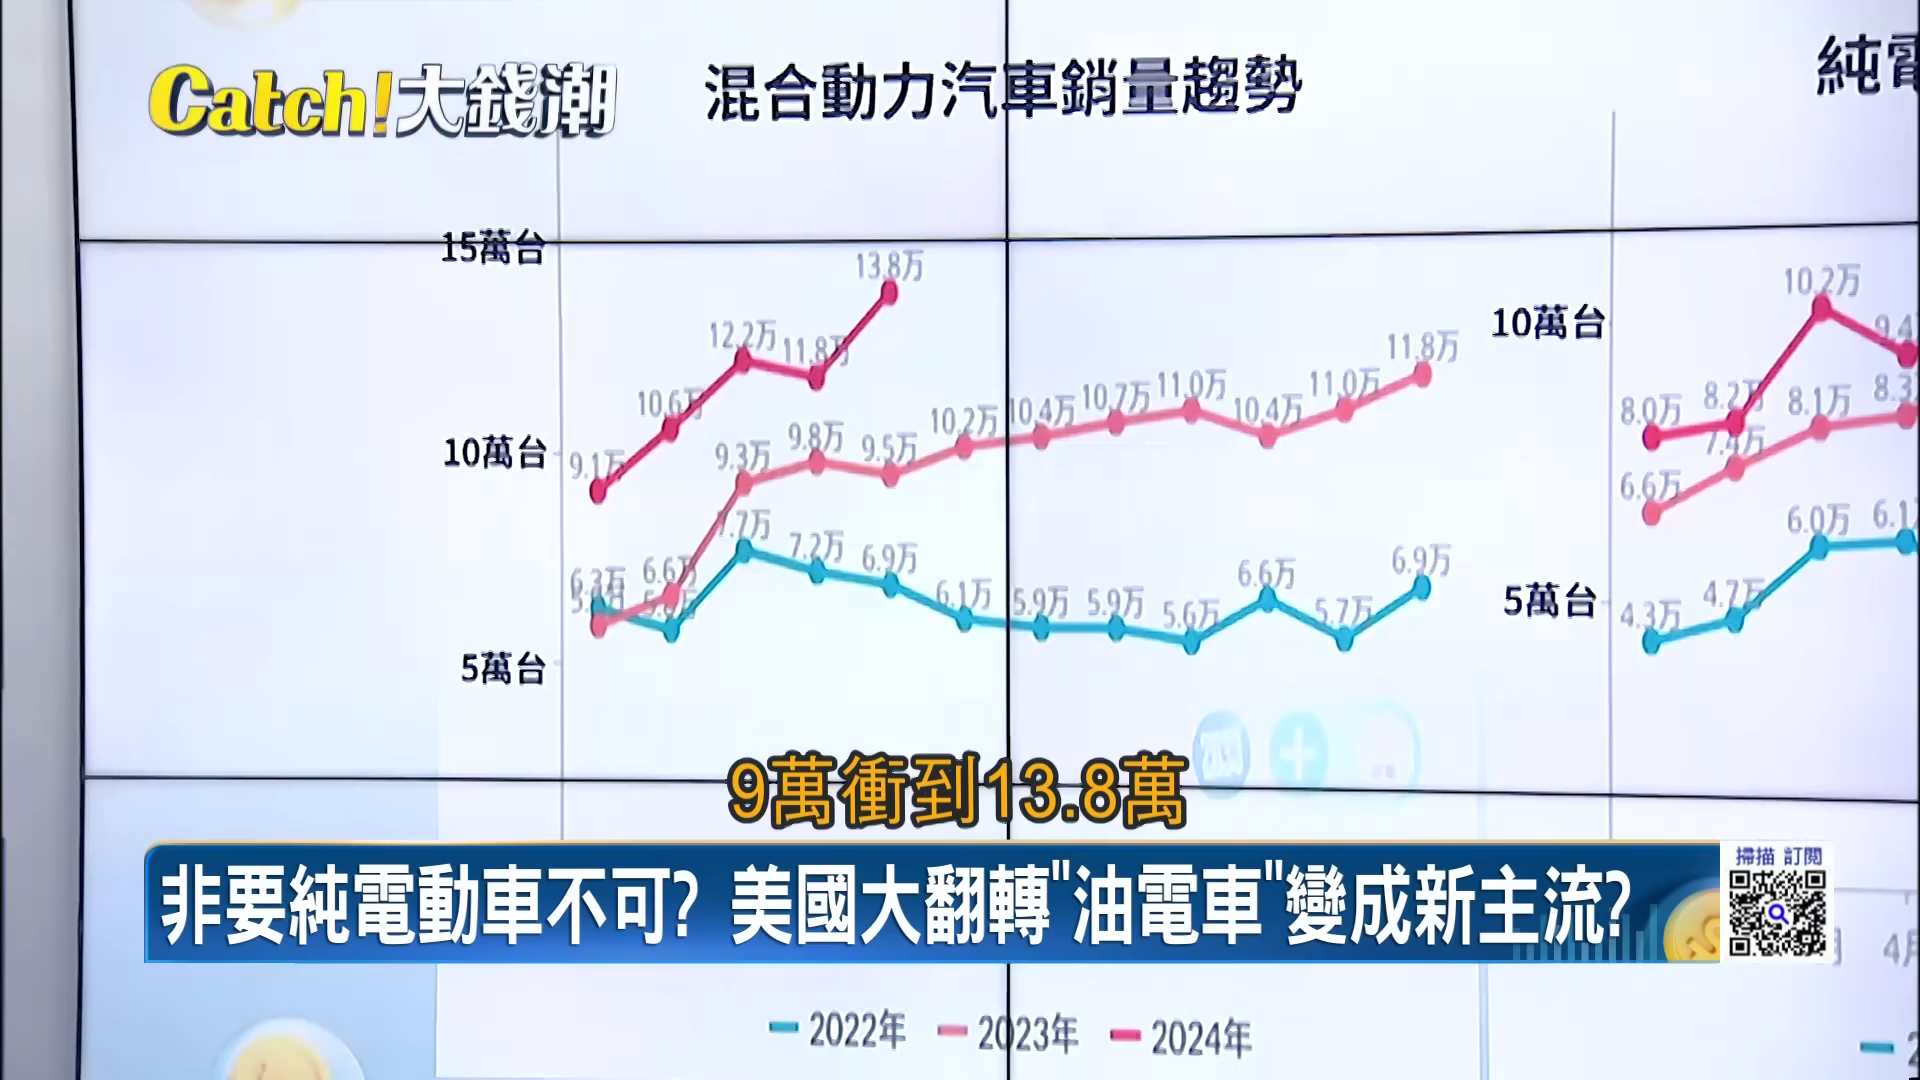 Catch!大錢潮
混合動力汽車銷量趨勢
純電
15萬台
10萬台
5萬台
13.8万
12.2万
11.8万
10.6万
9.1万
9.3万
9.8万
9.5万
10.2万
10.4万
10.7万
11.0万
10.4万
11.0万
11.8万
6.3万
6.6万
7.7万
7.2万
6.9万
6.1万
5.9万
5.9万
5.6万
6.6万
5.7万
6.9万
10萬台
5萬台
10.2万
8.0万
8.2万
8.1万
7.4万
6.6万
6.0万
4.7万
4.3万
9萬衝到13.8萬
非要純電動車不可? 美國大翻轉"油電車"變成新主流?
掃描 訂閱
2022年
2023年
2024年